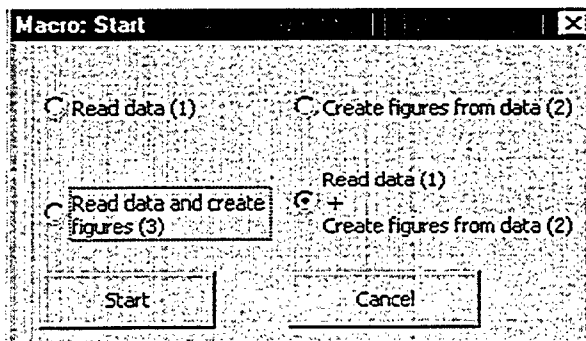 Macro: Start
Read data (1)
Create figures from data (2)
Read data and create
figures (3)
Read data (1)
+
Create figures from data (2)
Start
Cancel